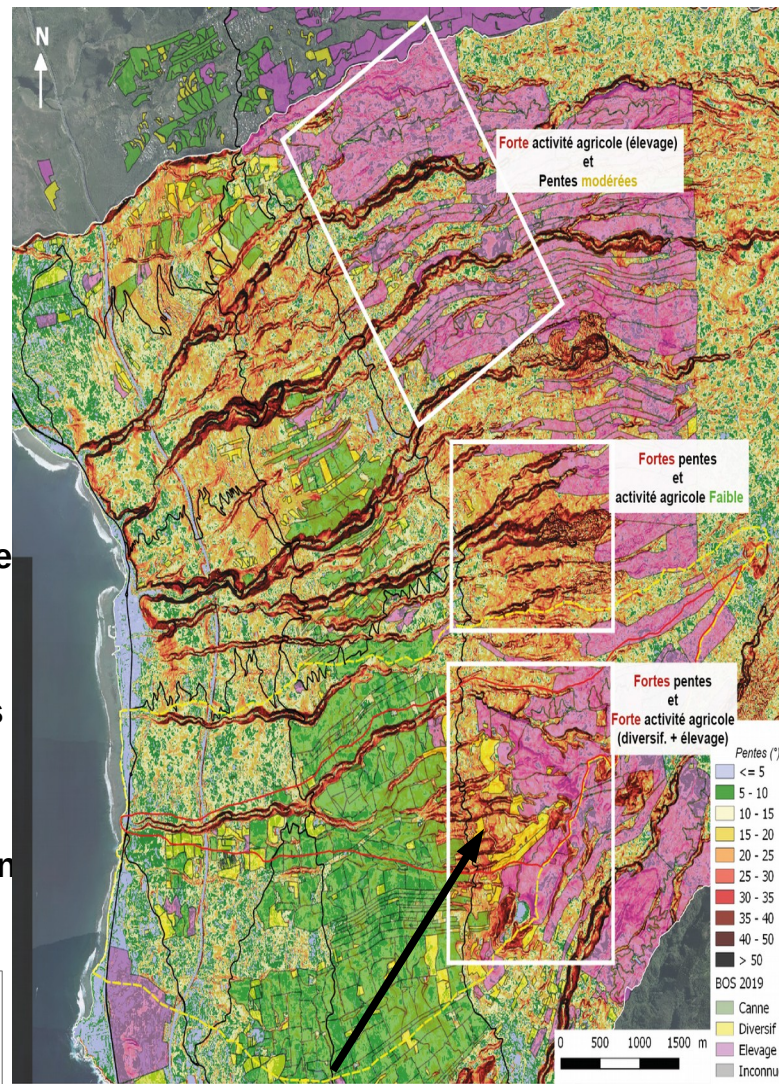 N
Forte activité agricole (élevage)
et
Pentes modérées
Fortes pentes
et
activité agricole Faible
e
s
n
Fortes pentes
et
Forte activité agricole
(diversif. + élevage)
Pentes (°)
<= 5
5 - 10
10 - 15
15 - 20
20 - 25
25 - 30
30 - 35
35 - 40
40 - 50
> 50
BOS 2019
Canne
Diversif
Elevage
Inconnu
0 500 1000 1500 m